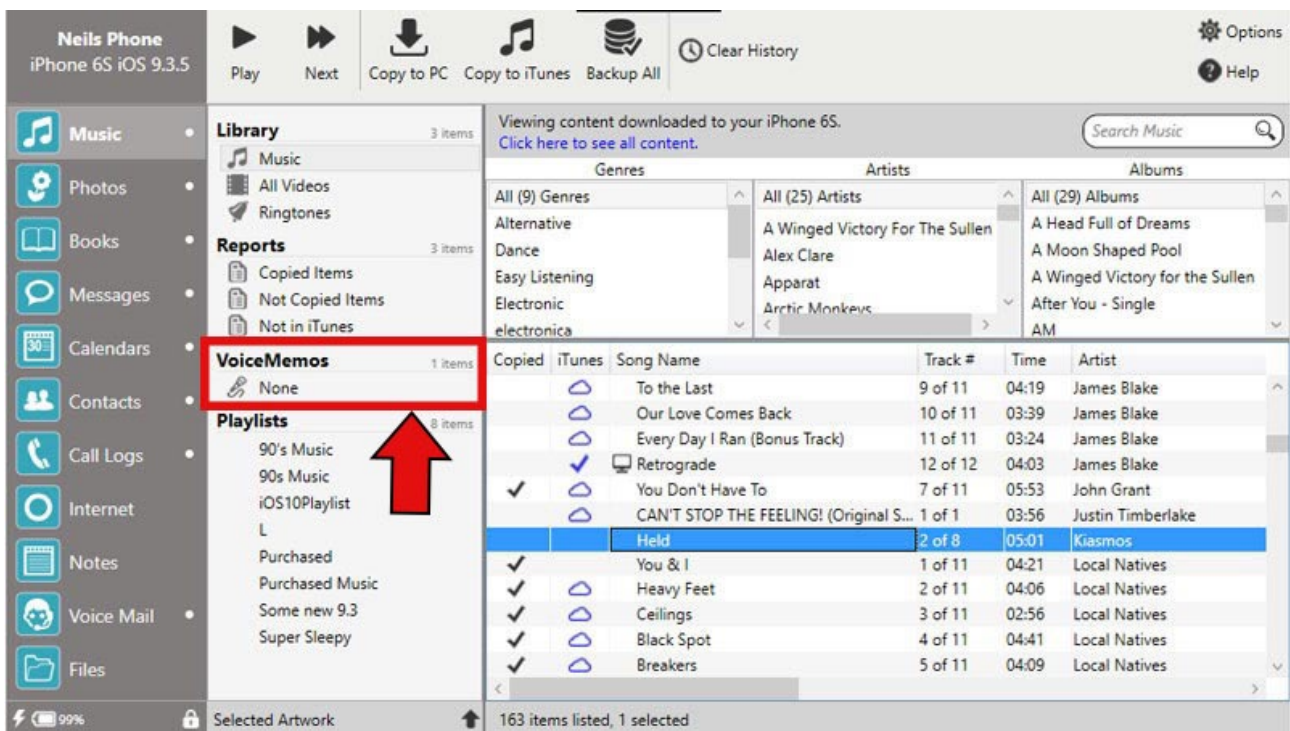 Neils Phone
iPhone 6S iOS 9.3.5
Play
Next
Copy to PC
Copy to iTunes
Backup All
Clear History
Options
Help
Music
Photos
Books
Messages
30
Calendars
Contacts
Call Logs
Internet
Notes
Voice Mail
Files
99%
Library 3 items
Music
All Videos
Ringtones
Reports 3 items
Copied Items
Not Copied Items
Not in iTunes
VoiceMemos 1 items
None
Playlists 8 items
90's Music
90s Music
iOS10Playlist
L
Purchased
Purchased Music
Some new 9.3
Super Sleepy
Selected Artwork
Viewing content downloaded to your iPhone 6S.
Click here to see all content.
Search Music
Genres
All (9) Genres
Alternative
Dance
Easy Listening
Electronic
electronica
Artists
All (25) Artists
A Winged Victory For The Sullen
Alex Clare
Apparat
Arctic Monkeys
Albums
All (29) Albums
A Head Full of Dreams
A Moon Shaped Pool
A Winged Victory for the Sullen
After You - Single
AM
Copied iTunes Song Name Track # Time Artist
To the Last 9 of 11 04:19 James Blake
Our Love Comes Back 10 of 11 03:39 James Blake
Every Day I Ran (Bonus Track) 11 of 11 03:24 James Blake
Retrograde 12 of 12 04:03 James Blake
You Don't Have To 7 of 11 05:53 John Grant
CAN'T STOP THE FEELING! (Original S... 1 of 1 03:56 Justin Timberlake
Held 2 of 8 05:01 Kiasmos
You & I 1 of 11 04:21 Local Natives
Heavy Feet 2 of 11 04:06 Local Natives
Ceilings 3 of 11 02:56 Local Natives
Black Spot 4 of 11 04:41 Local Natives
Breakers 5 of 11 04:09 Local Natives
163 items listed, 1 selected